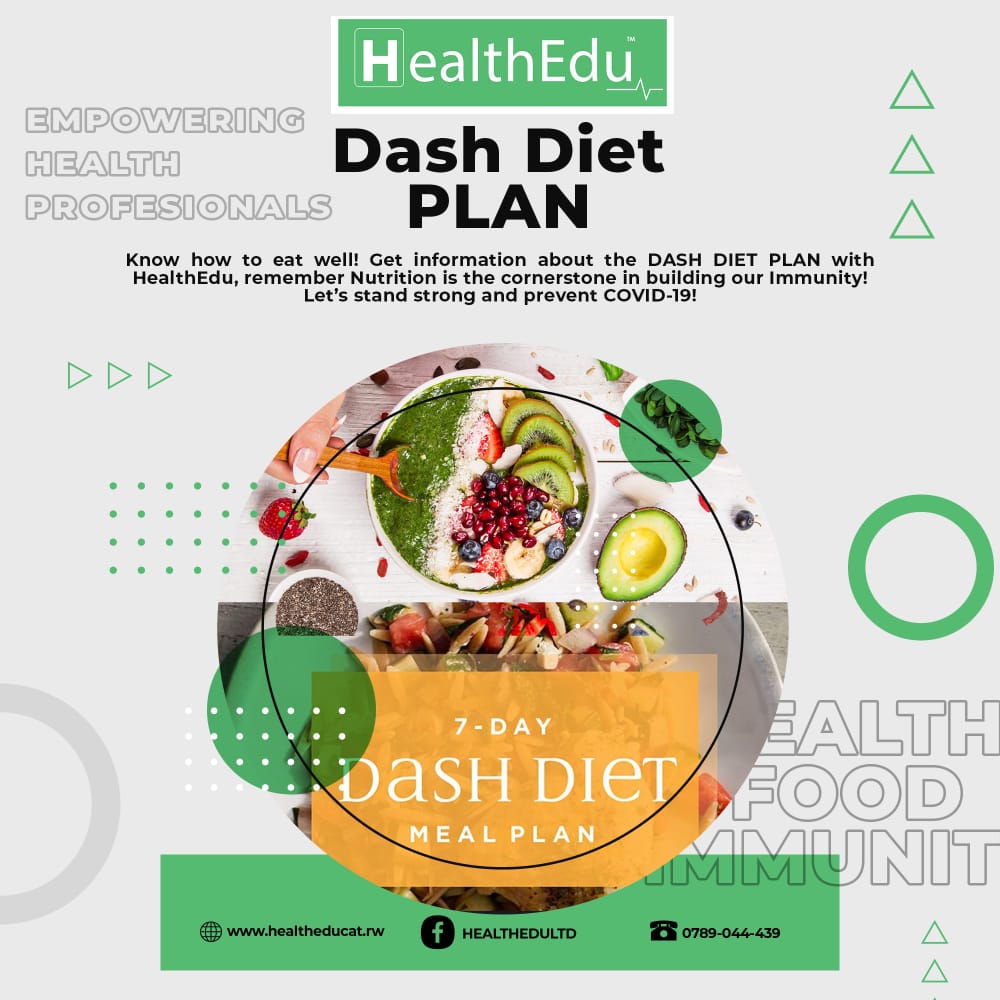 HealthEdu™
EMPOWERING
HEALTH
PROFESIONALS
Dash Diet
PLAN
Know how to eat well! Get information about the DASH DIET PLAN with
HealthEdu, remember Nutrition is the cornerstone in building our Immunity!
Let's stand strong and prevent COVID-19!
7-DAY
DASH DIET
MEAL PLAN
EALTH
FOOD
IMMUNIT
www.healtheducat.rw
HEALTHEDULTD
0789-044-439